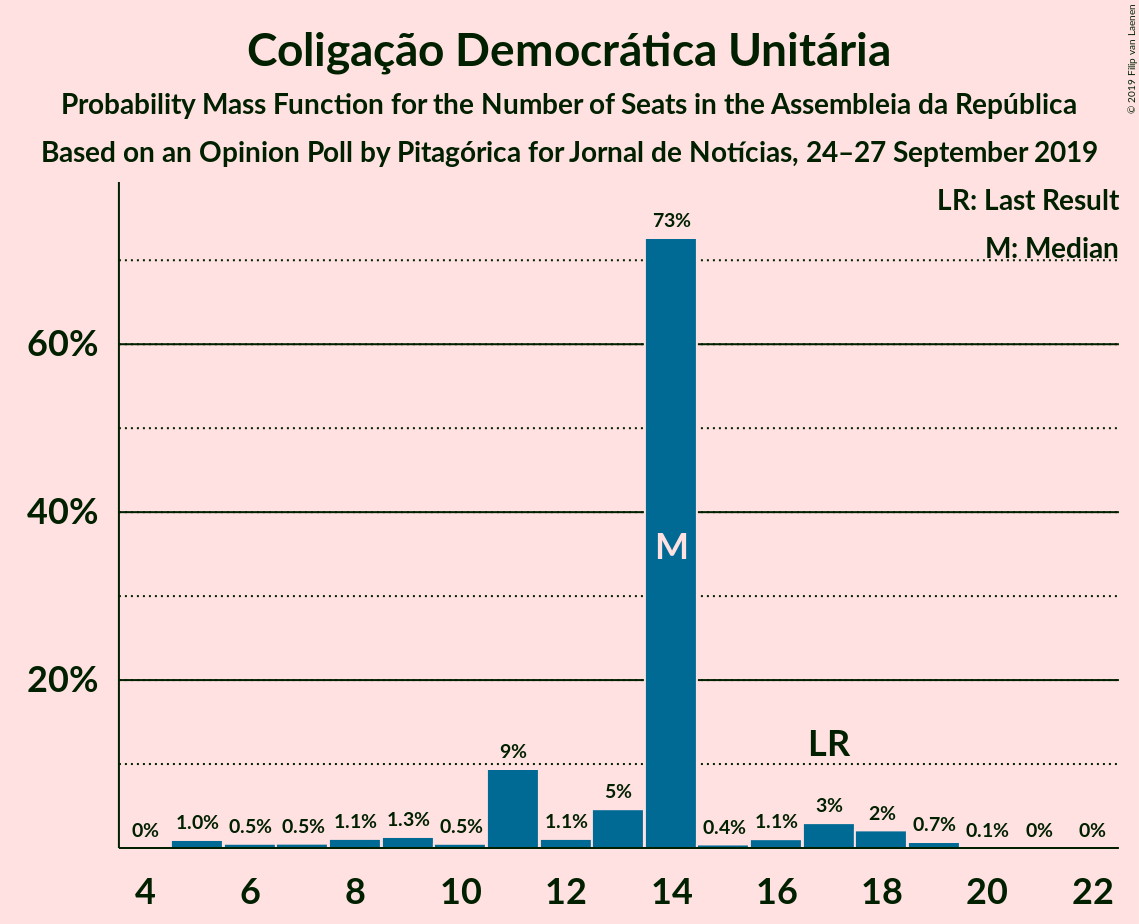 Coligação Democrática Unitária
Probability Mass Function for the Number of Seats in the Assembleia da República
Based on an Opinion Poll by Pitagórica for Jornal de Notícias, 24–27 September 2019
© 2019 Filip van Laenen
LR: Last Result
M: Median
60%
40%
20%
0%
1.0%
0.5%
0.5%
1.1%
1.3%
0.5%
9%
1.1%
5%
73%
0.4%
1.1%
3%
2%
0.7%
0.1%
0%
0%
M
LR
4 6 8 10 12 14 16 18 20 22